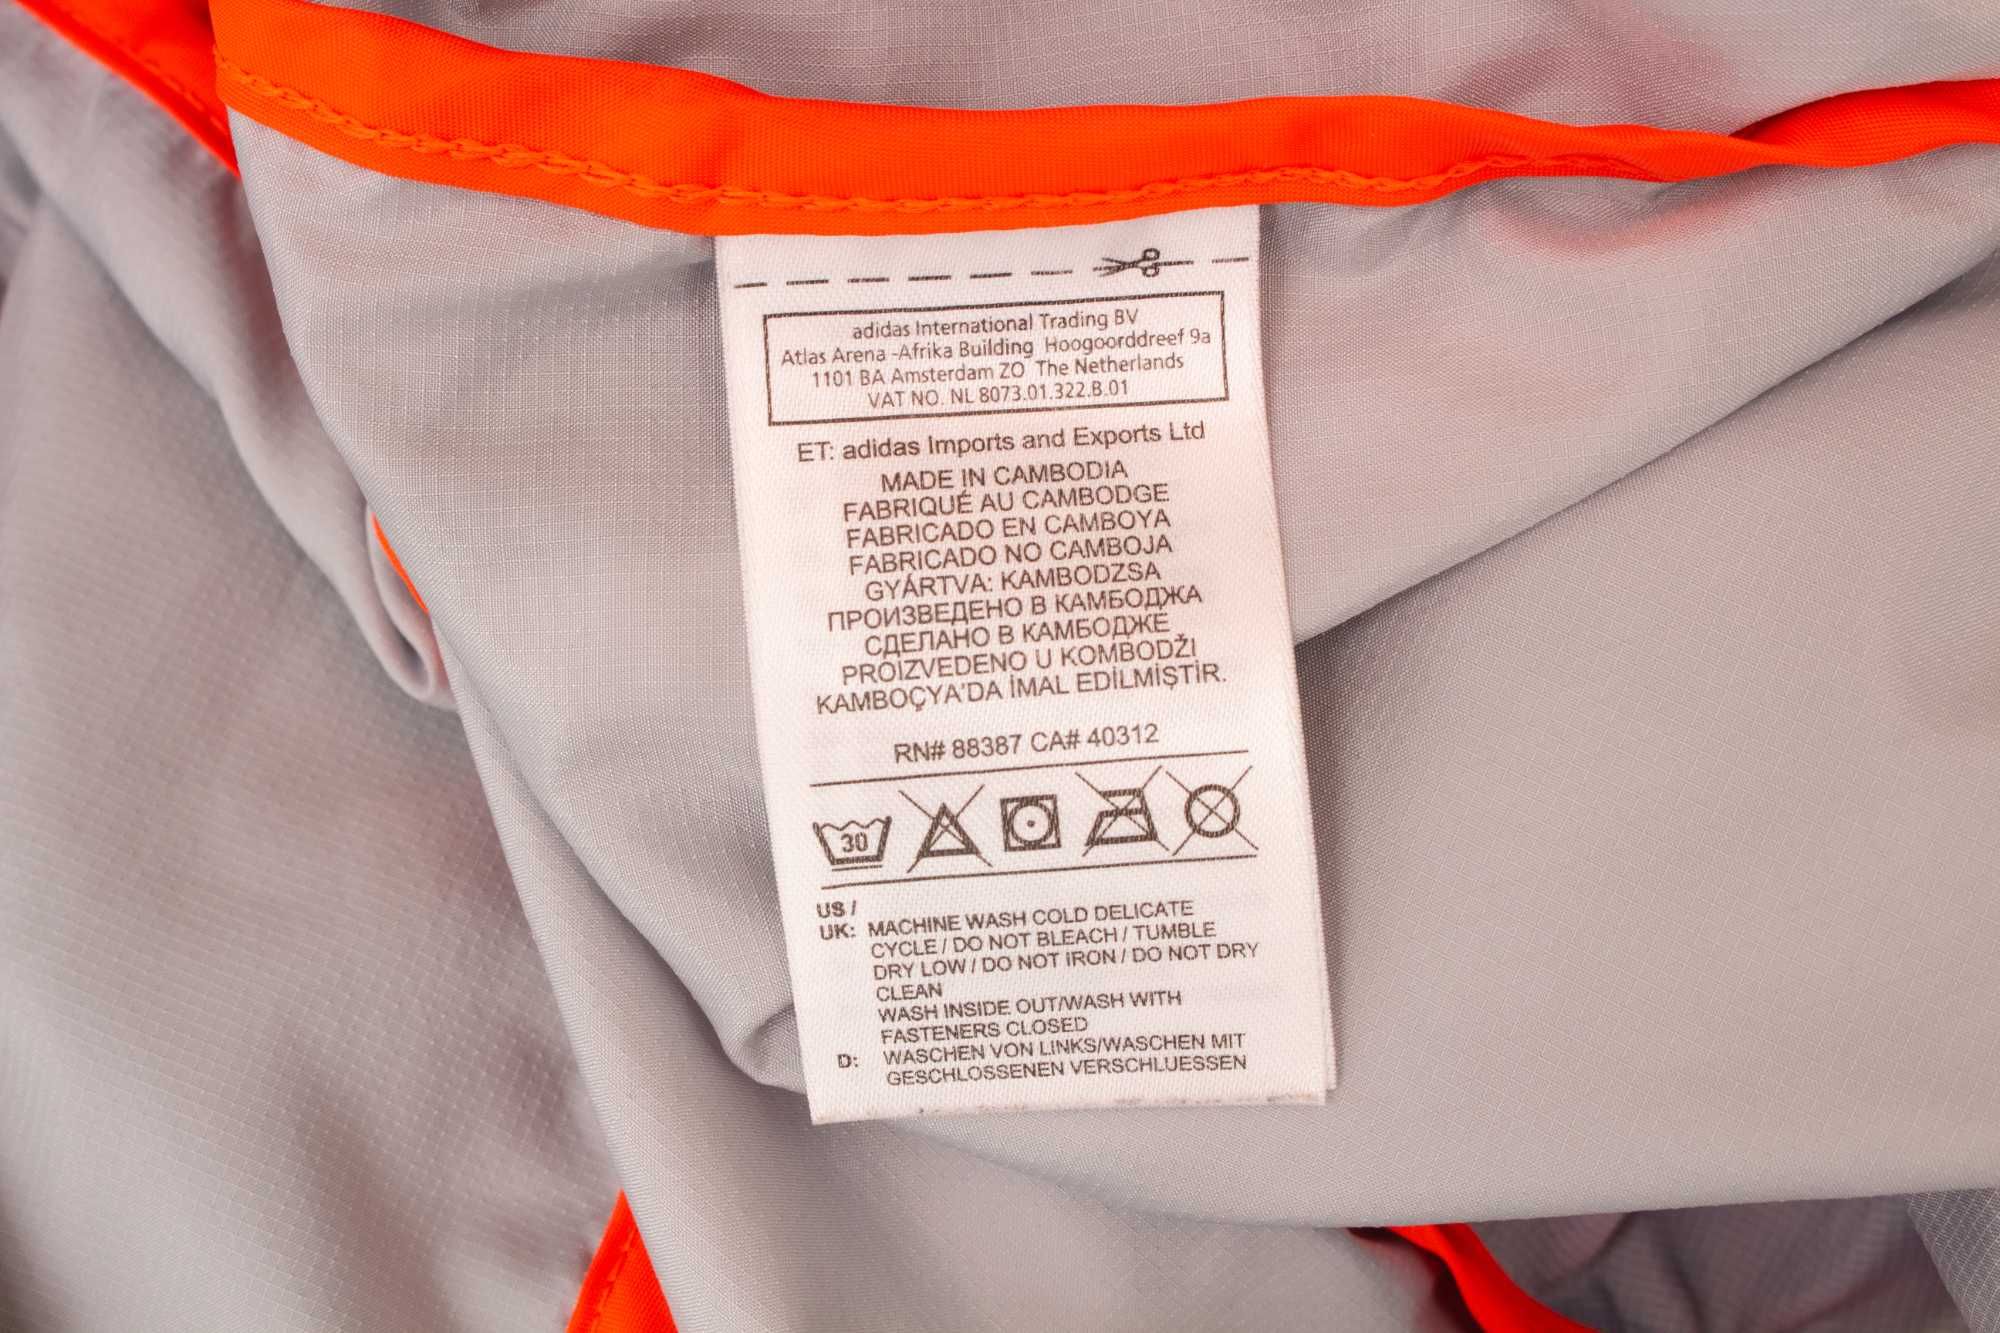 adidas International Trading BV
Atlas Arena -Afrika Building Hoogoorddreef 9a
1101 BA Amsterdam ZO The Netherlands
VAT NO. NL 8073.01.322.B.01
ET: adidas Imports and Exports Ltd
MADE IN CAMBODIA
FABRIQUÉ AU CAMBODGE
FABRICADO EN CAMBOYA
FABRICADO NO CAMBOJA
GYÁRTVA: KAMBODZSA
ПРОИЗВЕДЕНО В КАМБОДЖА
СДЕЛАНО В КАМБОДЖЕ
PROIZVEDENO U KOMBODŽI
KAMBOÇYA'DA İMAL EDİLMİŞTİR.
RN# 88387 CA# 40312
30
US /
UK: MACHINE WASH COLD DELICATE
CYCLE / DO NOT BLEACH / TUMBLE
DRY LOW / DO NOT IRON / DO NOT DRY
CLEAN
WASH INSIDE OUT/WASH WITH
FASTENERS CLOSED
D: WASCHEN VON LINKS/WASCHEN MIT
GESCHLOSSENEN VERSCHLUESSEN